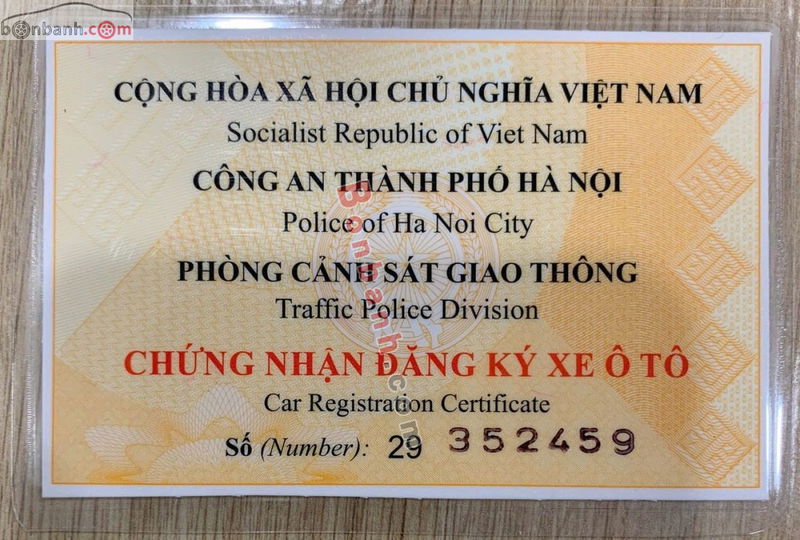 bonbanh.com
CỘNG HÒA XÃ HỘI CHỦ NGHĨA VIỆT NAM
Socialist Republic of Viet Nam
CÔNG AN THÀNH PHỐ HÀ NỘI
Police of Ha Noi City
PHÒNG CẢNH SÁT GIAO THÔNG
Traffic Police Division
CHỨNG NHẬN ĐĂNG KÝ XE Ô TÔ
Car Registration Certificate
Số (Number): 29 352459
Bonbanh.com